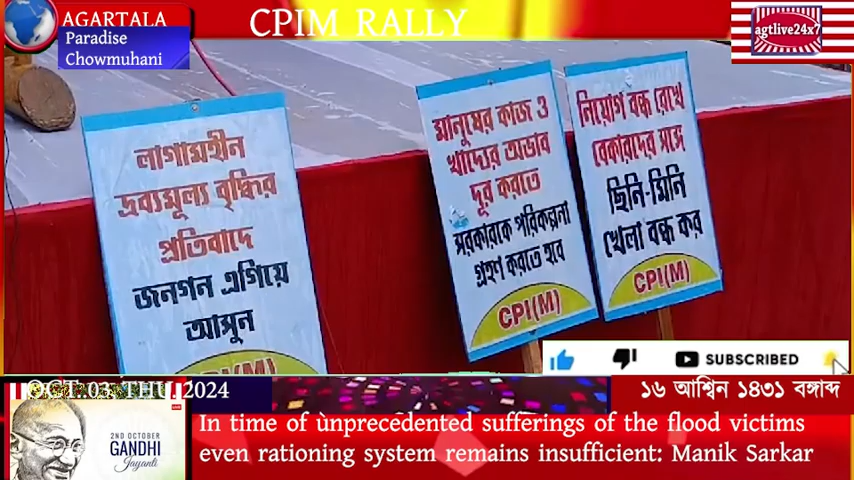 AGARTALA
Paradise
Chowmuhani
CPIM RALLY
agtlive24x7
লাগামহীন
দ্রব্যমূল্য বৃদ্ধির
প্রতিবাদে
জনগন এগিয়ে
আসুন
CPI(M)
মানুষের কাজ ও
খাদ্যের অভাব
দূর করতে
সরকারকে পরিকল্পনা
গ্রহণ করতে হবে
CPI(M)
নিয়োগ বন্ধ রেখে
বেকারদের সঙ্গে
ছিনি-মিনি
খেলা বন্ধ কর
CPI(M)
SUBSCRIBED
OCT. 03, THU, 2024
১৬ আশ্বিন ১৪৩১ বঙ্গাব্দ
2ND OCTOBER
GANDHI
Jayanti
In time of unprecedented sufferings of the flood victims
even rationing system remains insufficient: Manik Sarkar